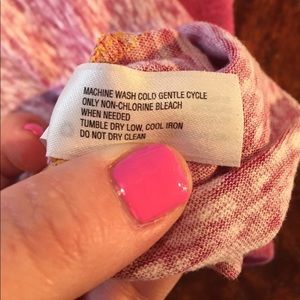 MACHINE WASH COLD GENTLE CYCLE
ONLY NON-CHLORINE BLEACH
WHEN NEEDED
TUMBLE DRY LOW, COOL IRON
DO NOT DRY CLEAN